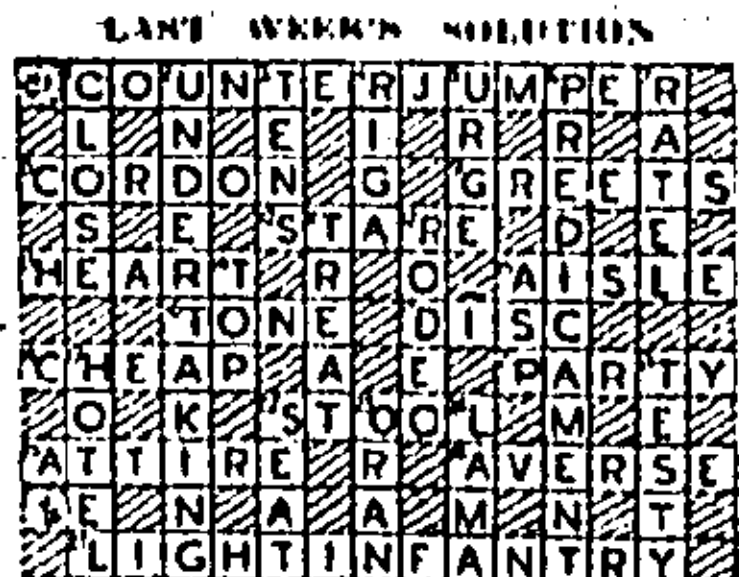 LAST WEEK'S SOLUTION
COUNTERJUMPER
L N E I R R A
CORDON G GREETS
S E STARE D E
HEART R O AISLE
TONE DISC
CHEAP A E PARTY
O K STOOL M E
ATTIRE R AVERSE
E N A A M N T
LIGHTINFANTRY